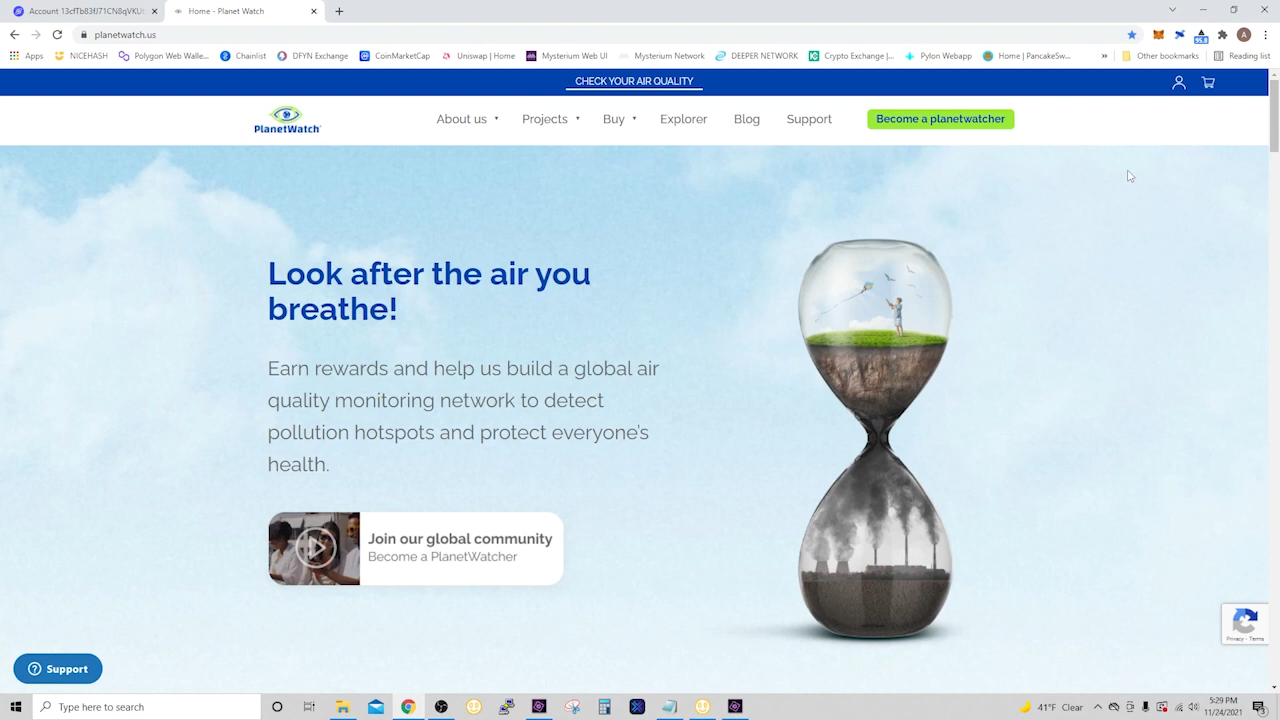 Account 13cfTb83fJ71CN8qVKU
Home - Planet Watch
planetwatch.us
Apps
NICEHASH
Polygon Web Walle...
Chainlist
DFYN Exchange
CoinMarketCap
Uniswap | Home
Mysterium Web UI
Mysterium Network
DEEPER NETWORK
Crypto Exchange |...
Pylon Webapp
Home | PancakeSw...
Other bookmarks
Reading list
CHECK YOUR AIR QUALITY
PlanetWatch
About us
Projects
Buy
Explorer
Blog
Support
Become a planetwatcher
Look after the air you
breathe!
Earn rewards and help us build a global air
quality monitoring network to detect
pollution hotspots and protect everyone's
health.
Join our global community
Become a PlanetWatcher
Privacy - Terms
Support
Type here to search
41°F Clear
5:29 PM
11/24/2021